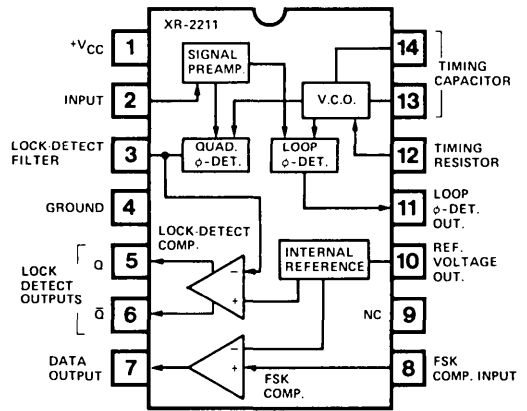 XR-2211
+VCC
1
INPUT
2
LOCK-DETECT
FILTER
3
GROUND
4
LOCK
DETECT
OUTPUTS
Q
5
Q̄
6
DATA
OUTPUT
7
SIGNAL
PREAMP.
V.C.O.
QUAD.
φ-DET.
LOOP
φ-DET.
LOCK-DETECT
COMP.
−
+
INTERNAL
REFERENCE
−
+
FSK
COMP.
14
TIMING
CAPACITOR
13
12
TIMING
RESISTOR
11
LOOP
φ-DET.
OUT.
10
REF.
VOLTAGE
OUT.
NC
9
8
FSK
COMP. INPUT